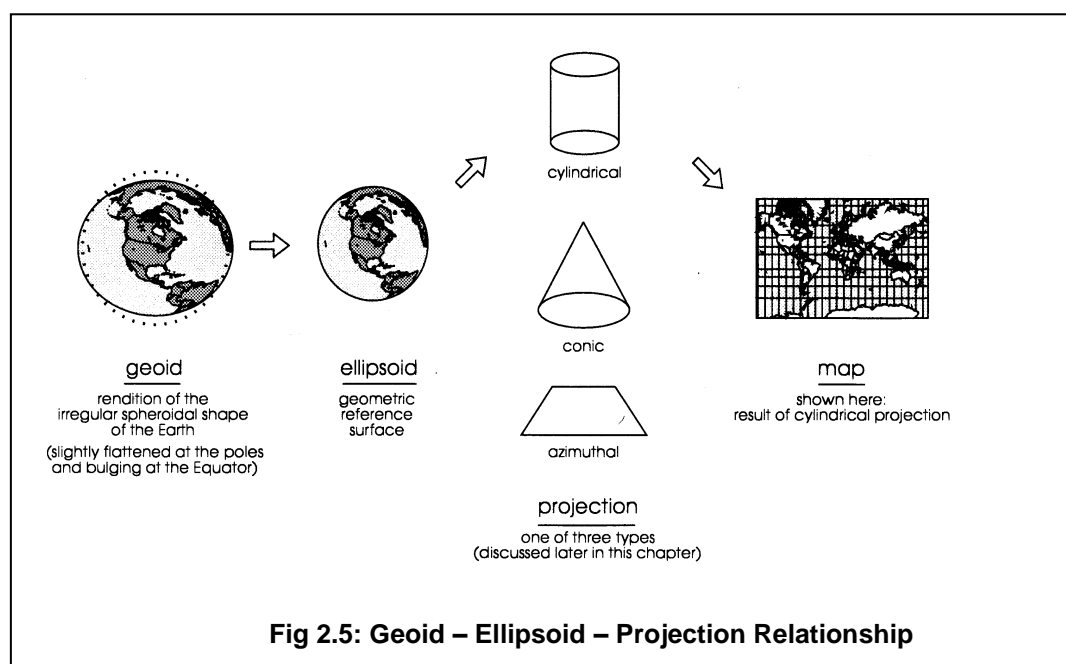 geoid
rendition of the
irregular spheroidal shape
of the Earth
(slightly flattened at the poles
and bulging at the Equator)
ellipsoid
geometric
reference
surface
cylindrical
conic
azimuthal
projection
one of three types
(discussed later in this chapter)
map
shown here:
result of cylindrical projection
Fig 2.5: Geoid – Ellipsoid – Projection Relationship